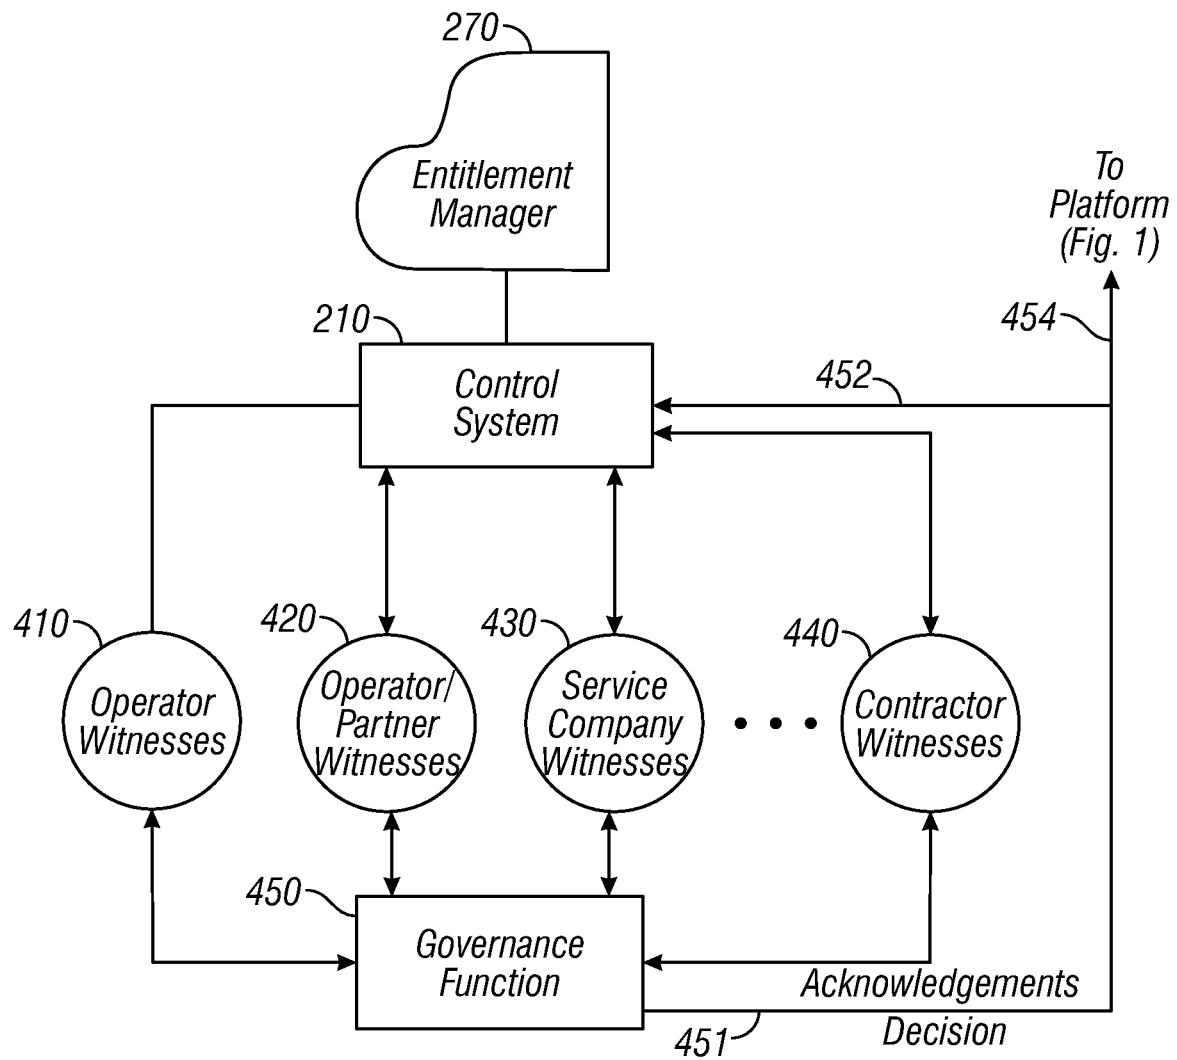 270
Entitlement
Manager
To
Platform
(Fig. 1)
210
454
Control
System
452
410
420
430
440
Operator
Witnesses
Operator/
Partner
Witnesses
Service
Company
Witnesses
Contractor
Witnesses
450
Governance
Function
Acknowledgements
451
Decision